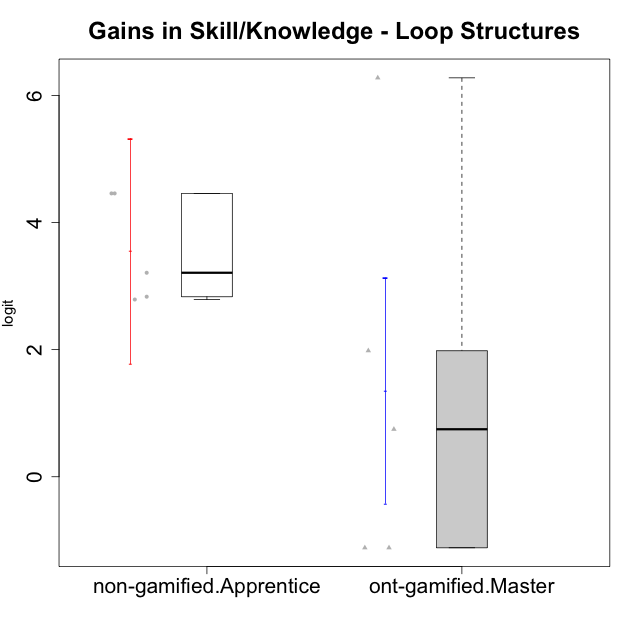 Gains in Skill/Knowledge - Loop Structures
6
4
2
0
logit
non-gamified.Apprentice
ont-gamified.Master